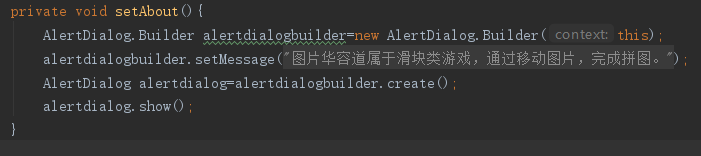 private void setAbout(){
AlertDialog.Builder alertdialogbuilder=new AlertDialog.Builder( context: this);
alertdialogbuilder.setMessage("图片华容道属于滑块类游戏，通过移动图片，完成拼图。");
AlertDialog alertdialog=alertdialogbuilder.create();
alertdialog.show();
}